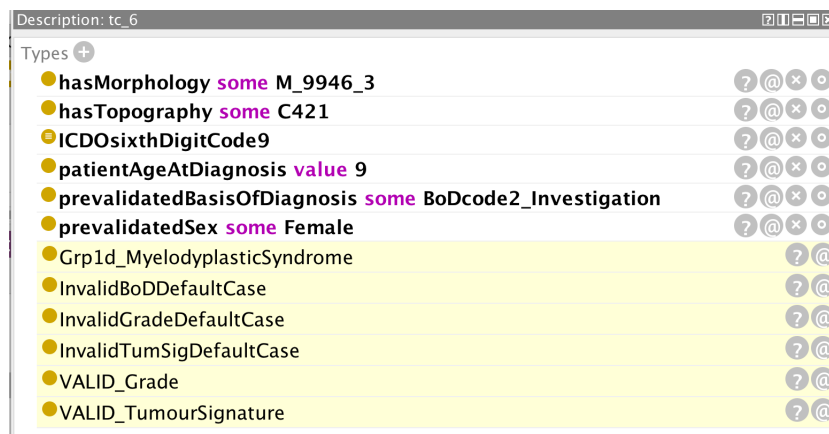 Description: tc_6
Types
hasMorphology some M_9946_3
hasTopography some C421
ICDOsixthDigitCode9
patientAgeAtDiagnosis value 9
prevalidatedBasisOfDiagnosis some BoDcode2_Investigation
prevalidatedSex some Female
Grp1d_MyelodyplasticSyndrome
InvalidBoDDefaultCase
InvalidGradeDefaultCase
InvalidTumSigDefaultCase
VALID_Grade
VALID_TumourSignature